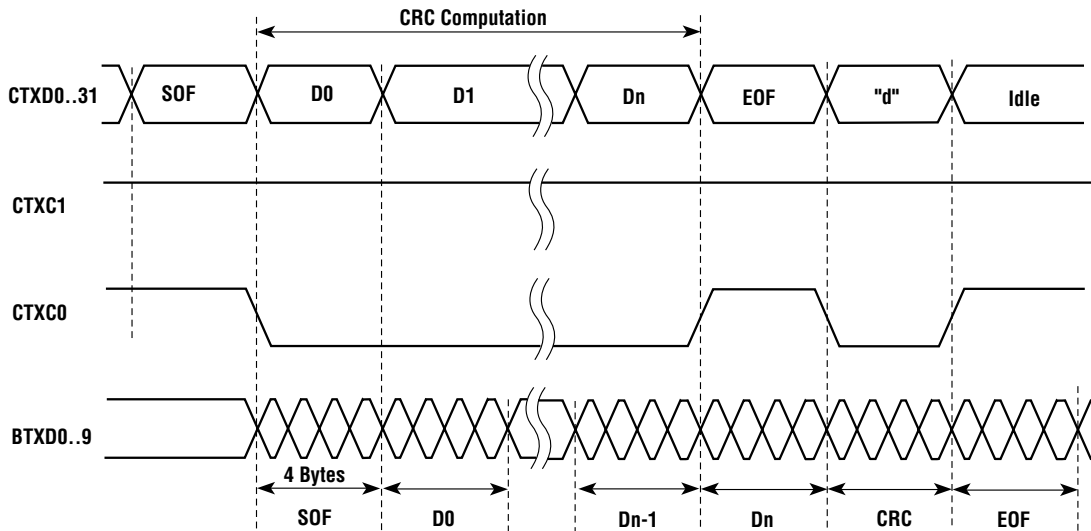 CRC Computation
CTXD0..31 SOF D0 D1 Dn EOF "d" Idle
CTXC1
CTXC0
BTXD0..9
4 Bytes
SOF D0 Dn-1 Dn CRC EOF